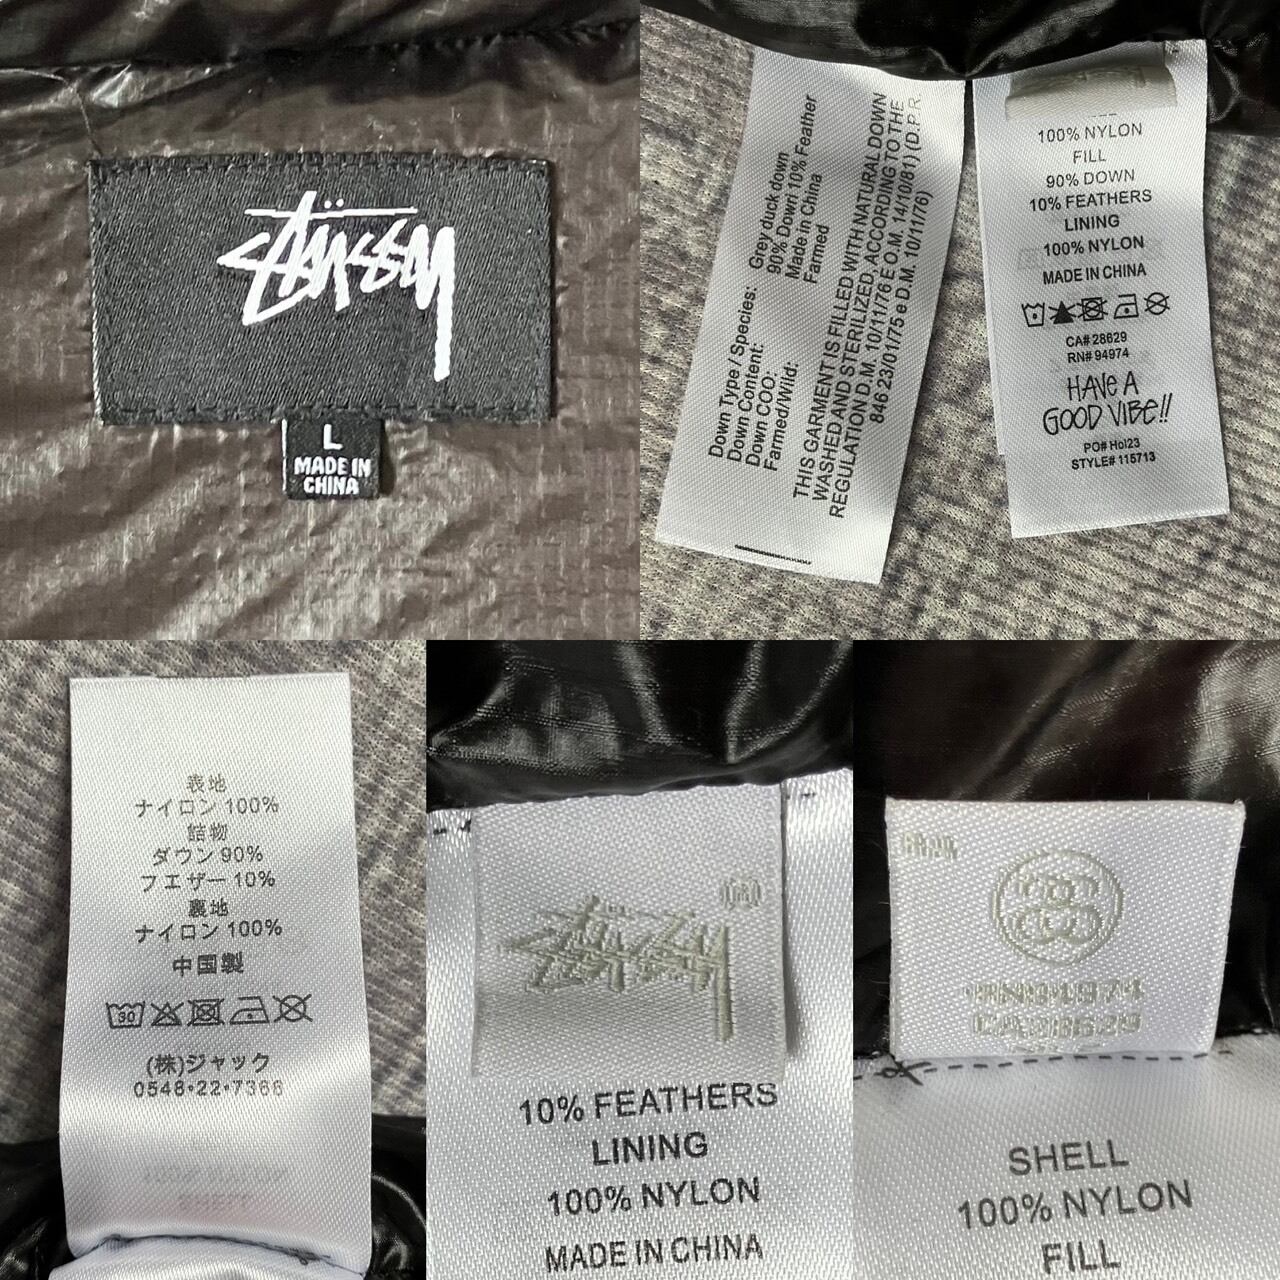 Stüssy
L
MADE IN
CHINA
Down Type / Species: Grey duck down
Down Content: 90% Down 10% Feather
Down COO: Made in China
Farmed/Wild: Farmed
THIS GARMENT IS FILLED WITH NATURAL DOWN
WASHED AND STERILIZED, ACCORDING TO THE
REGULATION D.M. 10/11/76 E O.M. 14/10/81) (D.P.R.
846 23/01/75 e D.M. 10/11/76)
100% NYLON
FILL
90% DOWN
10% FEATHERS
LINING
100% NYLON
MADE IN CHINA
CA# 28629
RN# 94974
HAVE A
GOOD VIBE!!
PO# Hol23
STYLE# 115713
表地
ナイロン 100%
詰物
ダウン 90%
フエザー 10%
裏地
ナイロン 100%
中国製
30
(株)ジャック
0548•22•7366
Stüssy ®
10% FEATHERS
LINING
100% NYLON
MADE IN CHINA
RN94974
CA28629
SHELL
100% NYLON
FILL